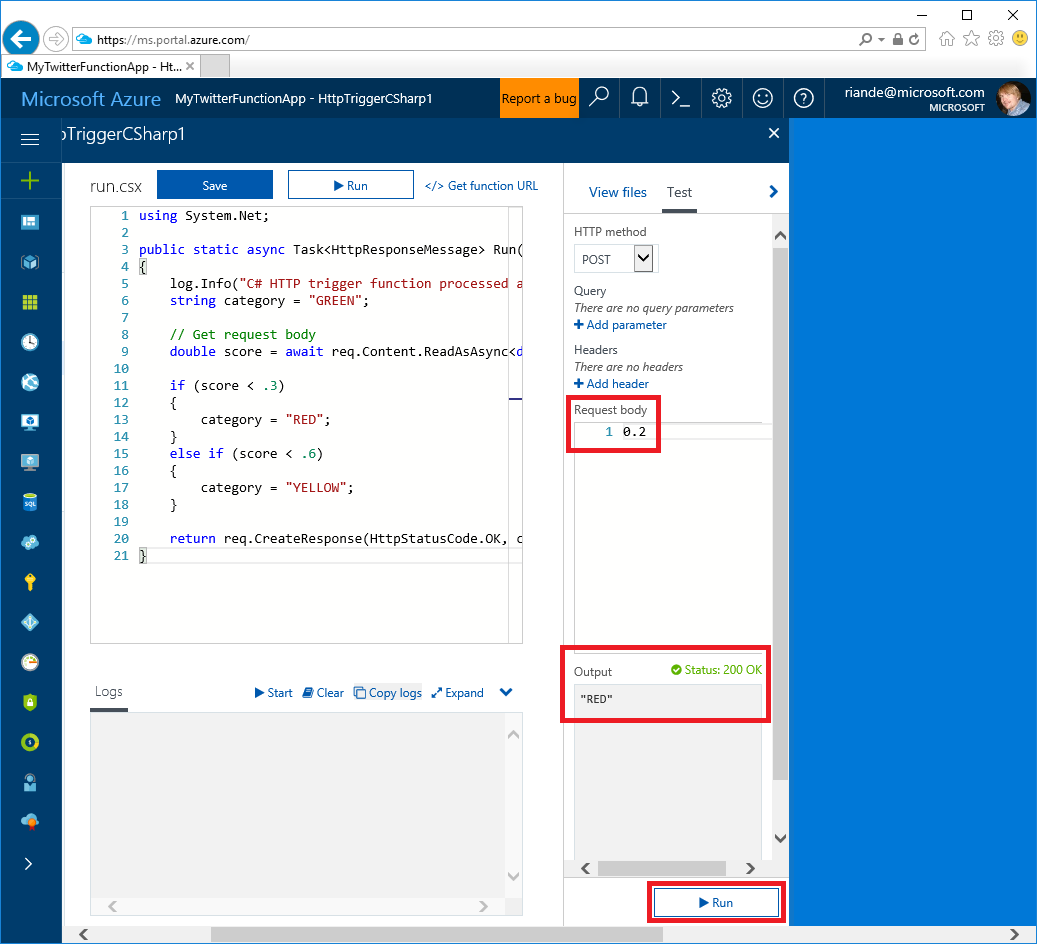 https://ms.portal.azure.com/
MyTwitterFunctionApp - Ht...
Microsoft Azure MyTwitterFunctionApp - HttpTriggerCSharp1
Report a bug
riande@microsoft.com
MICROSOFT
pTriggerCSharp1
run.csx Save Run </> Get function URL
1 using System.Net;
2
3 public static async Task<HttpResponseMessage> Run(
4 {
5 log.Info("C# HTTP trigger function processed a
6 string category = "GREEN";
7
8 // Get request body
9 double score = await req.Content.ReadAsAsync<d
10
11 if (score < .3)
12 {
13 category = "RED";
14 }
15 else if (score < .6)
16 {
17 category = "YELLOW";
18 }
19
20 return req.CreateResponse(HttpStatusCode.OK, c
21 }
Logs Start Clear Copy logs Expand
View files Test
HTTP method
POST
Query
There are no query parameters
+ Add parameter
Headers
There are no headers
+ Add header
Request body
1 0.2
Output Status: 200 OK
"RED"
Run
SQL